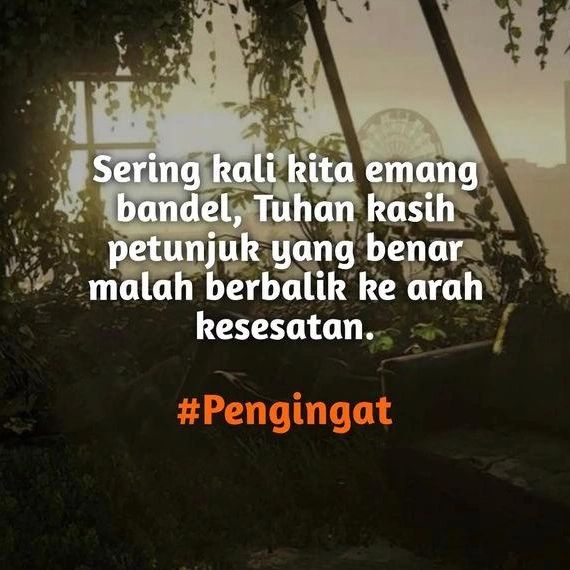 Sering kali kita emang
bandel, Tuhan kasih
petunjuk yang benar
malah berbalik ke arah
kesesatan.
#Pengingat